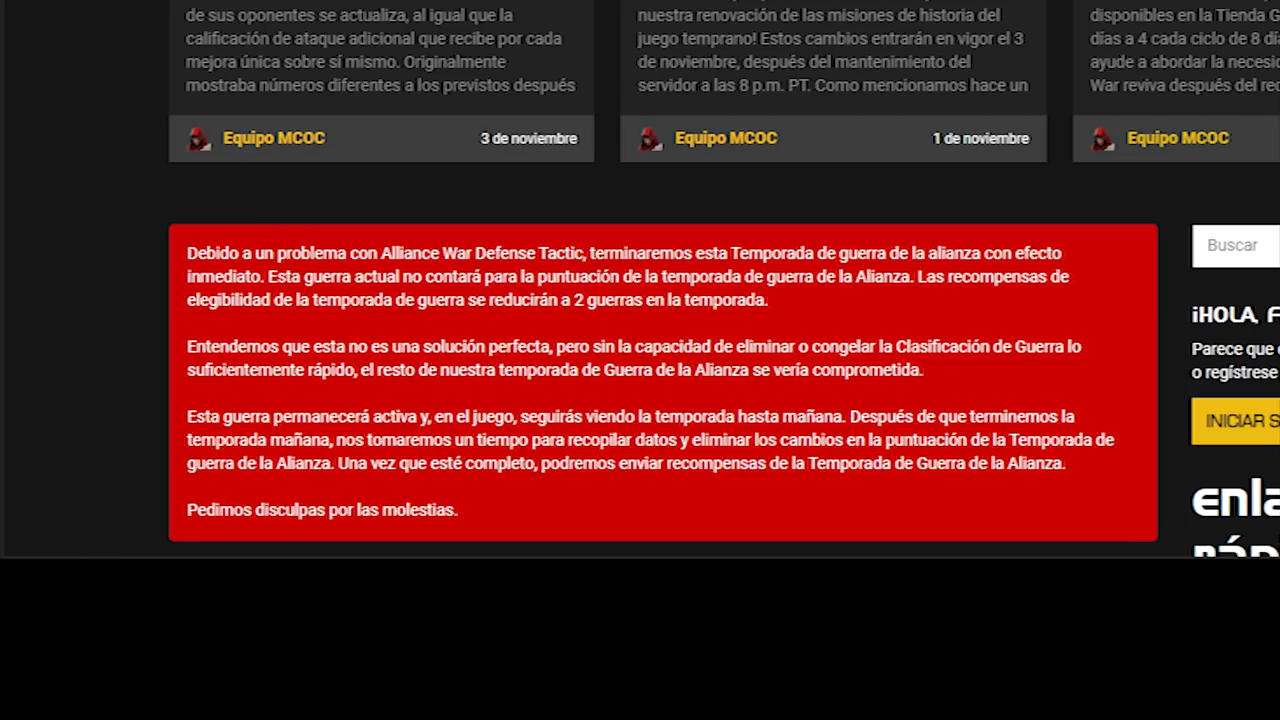 de sus oponentes se actualiza, al igual que la
calificación de ataque adicional que recibe por cada
mejora única sobre sí mismo. Originalmente
mostraba números diferentes a los previstos después
Equipo MCOC
3 de noviembre
nuestra renovación de las misiones de historia del
juego temprano! Estos cambios entrarán en vigor el 3
de noviembre, después del mantenimiento del
servidor a las 8 p.m. PT. Como mencionamos hace un
Equipo MCOC
1 de noviembre
disponibles en la Tienda G
días a 4 cada ciclo de 8 dí
ayude a abordar la neces
War reviva después del re
Equipo MCOC
Debido a un problema con Alliance War Defense Tactic, terminaremos esta Temporada de guerra de la alianza con efecto
inmediato. Esta guerra actual no contará para la puntuación de la temporada de guerra de la Alianza. Las recompensas de
elegibilidad de la temporada de guerra se reducirán a 2 guerras en la temporada.
Entendemos que esta no es una solución perfecta, pero sin la capacidad de eliminar o congelar la Clasificación de Guerra lo
suficientemente rápido, el resto de nuestra temporada de Guerra de la Alianza se vería comprometida.
Esta guerra permanecerá activa y, en el juego, seguirás viendo la temporada hasta mañana. Después de que terminemos la
temporada mañana, nos tomaremos un tiempo para recopilar datos y eliminar los cambios en la puntuación de la Temporada de
guerra de la Alianza. Una vez que esté completo, podremos enviar recompensas de la Temporada de Guerra de la Alianza.
Pedimos disculpas por las molestias.
Buscar
¡HOLA, F
Parece que
o regístrese
INICIAR S
enla